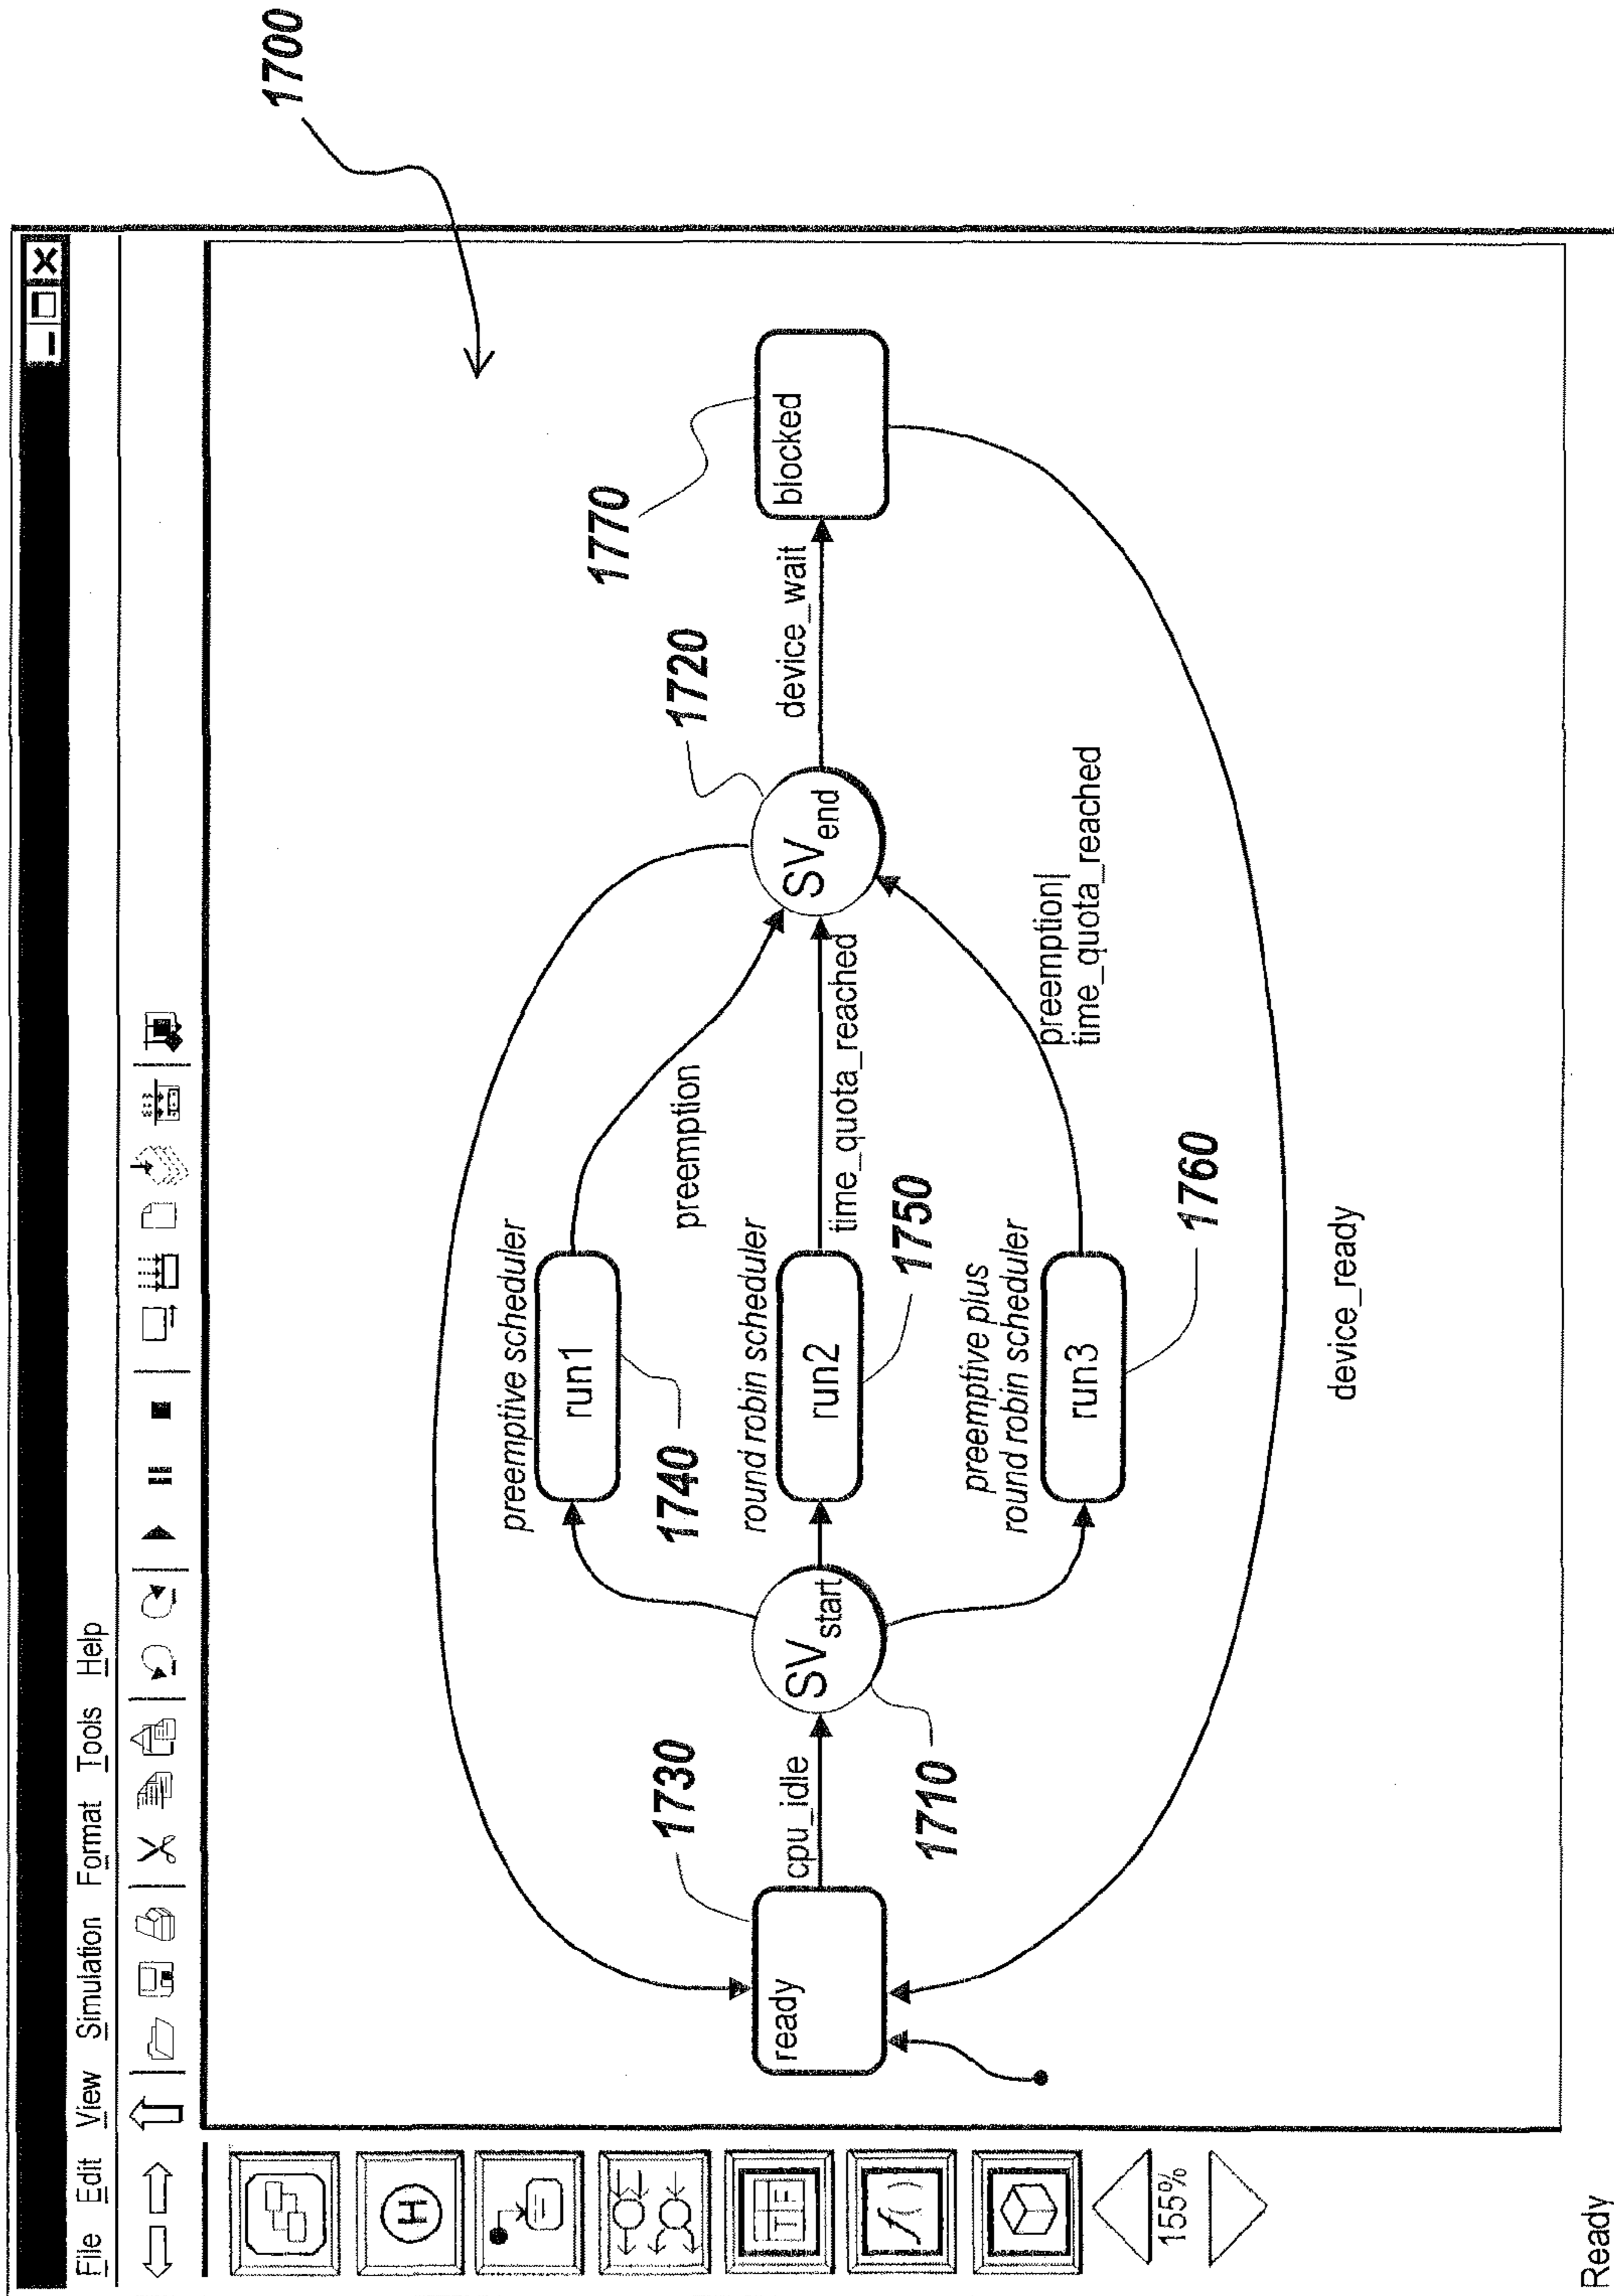 1700
File Edit View Simulation Format Tools Help
H
T F
f( )
155%
preemptive scheduler
run1
1740
preemption
1730
ready
cpu_idle
SVstart
1710
round robin scheduler
run2
1750
time_quota_reached
SVend
1720
device_wait
1770
blocked
preemptive plus
round robin scheduler
run3
1760
preemption|
time_quota_reached
device_ready
Ready